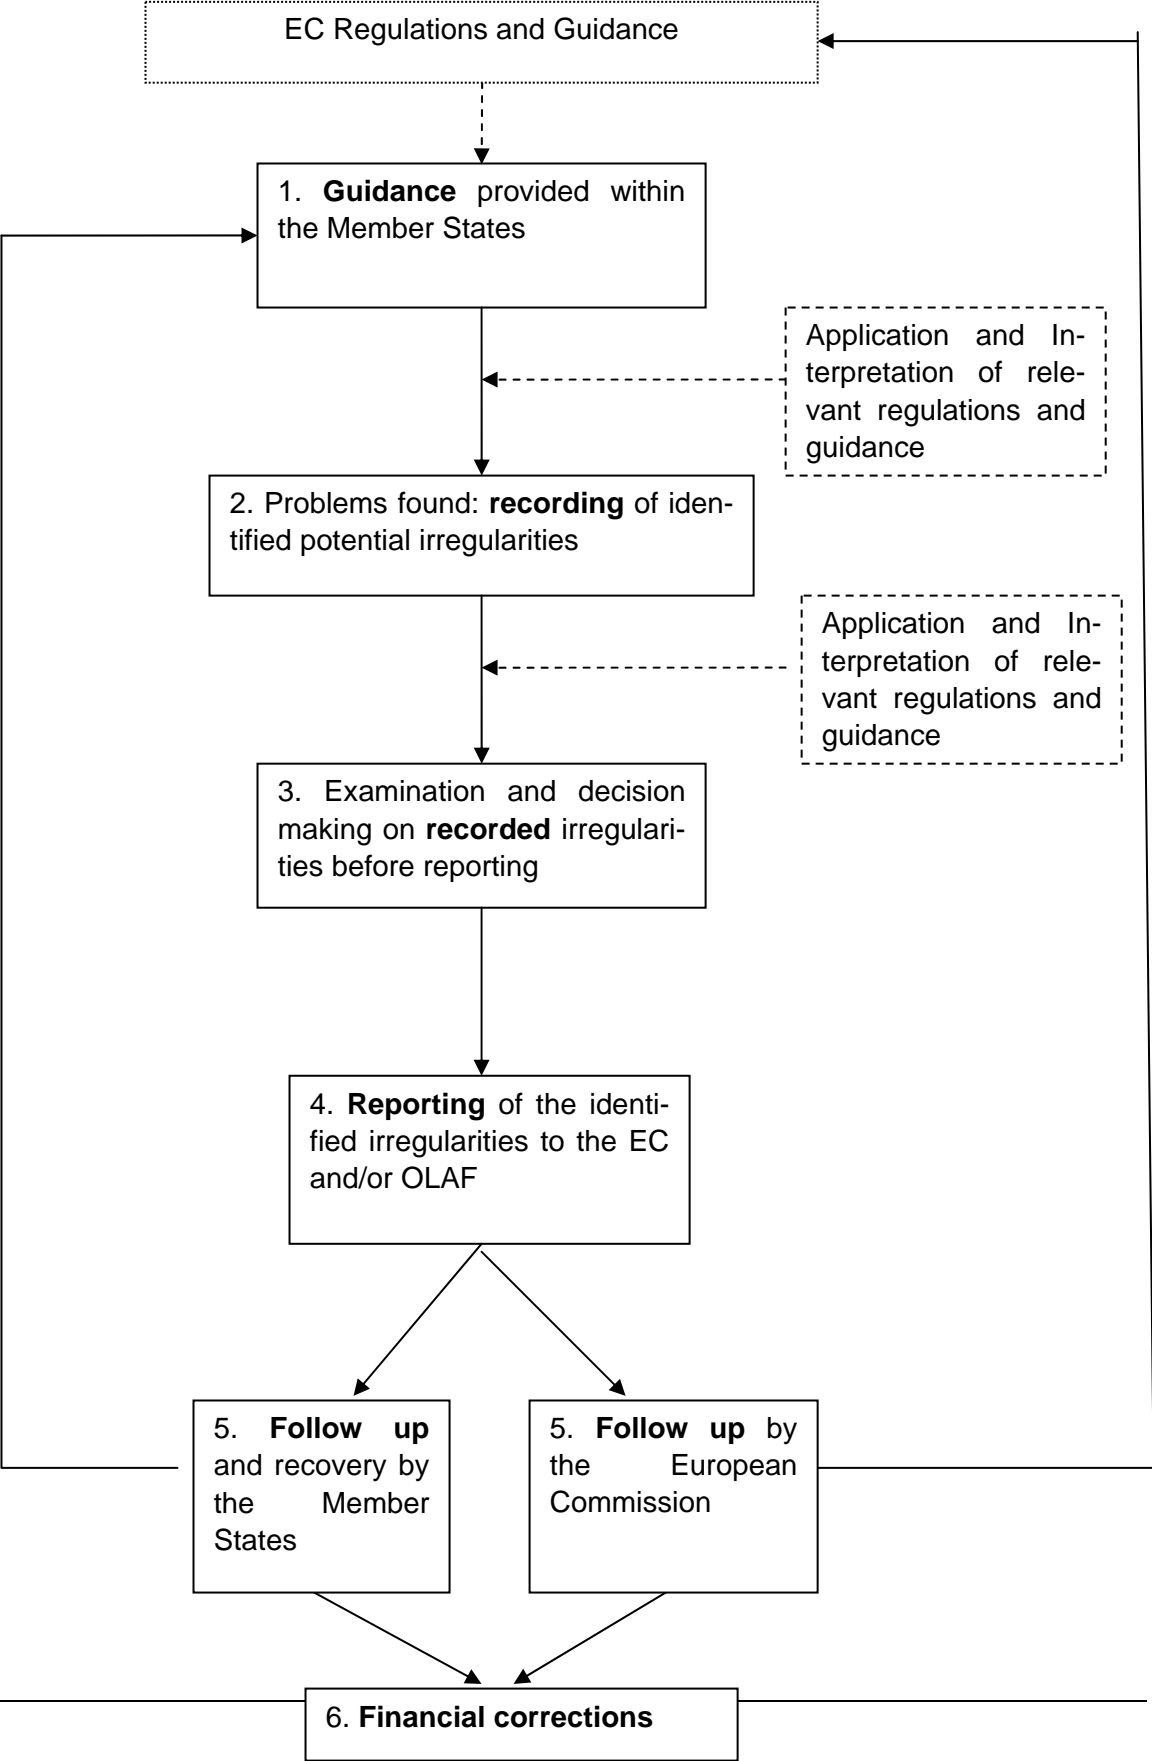 EC Regulations and Guidance
1. Guidance provided within
the Member States
Application and In-
terpretation of rele-
vant regulations and
guidance
2. Problems found: recording of iden-
tified potential irregularities
Application and In-
terpretation of rele-
vant regulations and
guidance
3. Examination and decision
making on recorded irregulari-
ties before reporting
4. Reporting of the identi-
fied irregularities to the EC
and/or OLAF
5. Follow up
and recovery by
the Member
States
5. Follow up by
the European
Commission
6. Financial corrections